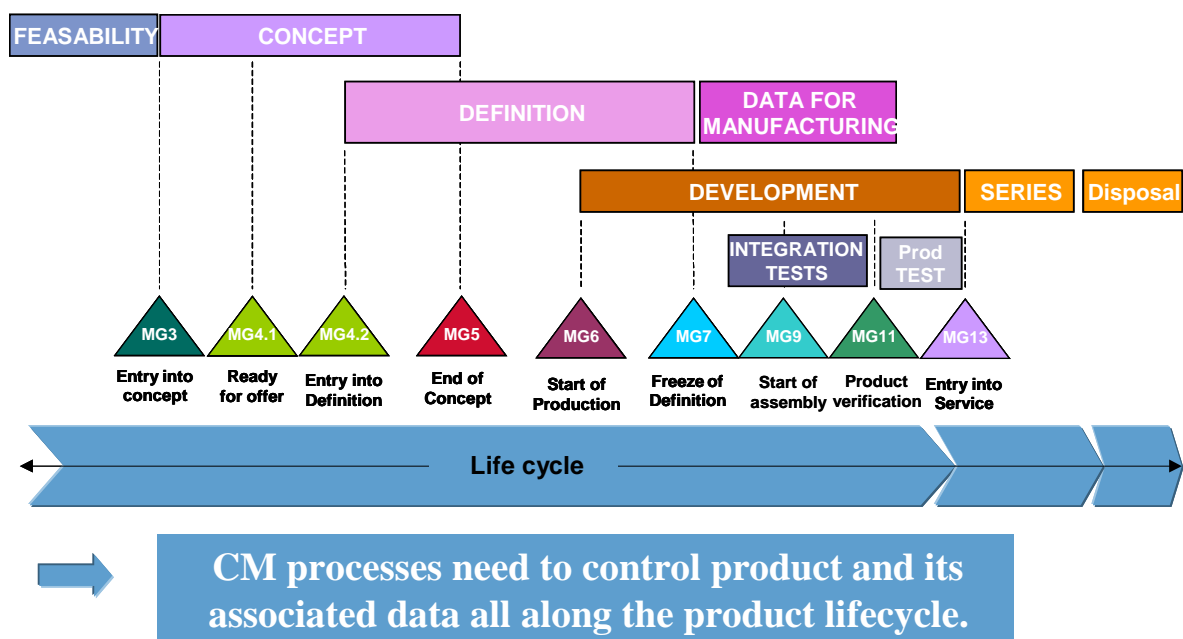 FEASABILITY
CONCEPT
DEFINITION
DATA FOR
MANUFACTURING
DEVELOPMENT
SERIES
Disposal
INTEGRATION
TESTS
Prod
TEST
MG3
MG4.1
MG4.2
MG5
MG6
MG7
MG9
MG11
MG13
Entry into
concept
Ready
for offer
Entry into
Definition
End of
Concept
Start of
Production
Freeze of
Definition
Start of
assembly
Product
verification
Entry into
Service
Life cycle
CM processes need to control product and its
associated data all along the product lifecycle.